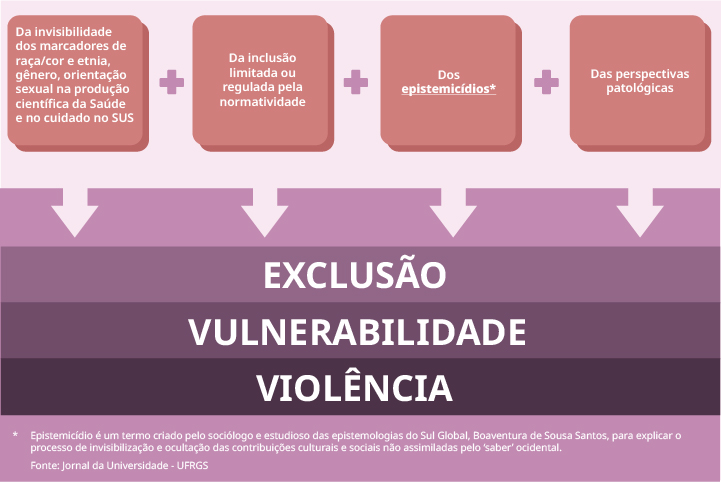 Da invisibilidade
dos marcadores de
raça/cor e etnia,
gênero, orientação
sexual na produção
científica da Saúde
e no cuidado no SUS
Da inclusão
limitada ou
regulada pela
normatividade
Dos
epistemicídios*
Das perspectivas
patológicas
EXCLUSÃO
VULNERABILIDADE
VIOLÊNCIA
* Epistemicídio é um termo criado pelo sociólogo e estudioso das epistemologias do Sul Global, Boaventura de Sousa Santos, para explicar o
processo de invisibilização e ocultação das contribuições culturais e sociais não assimiladas pelo ‘saber’ ocidental.
Fonte: Jornal da Universidade - UFRGS